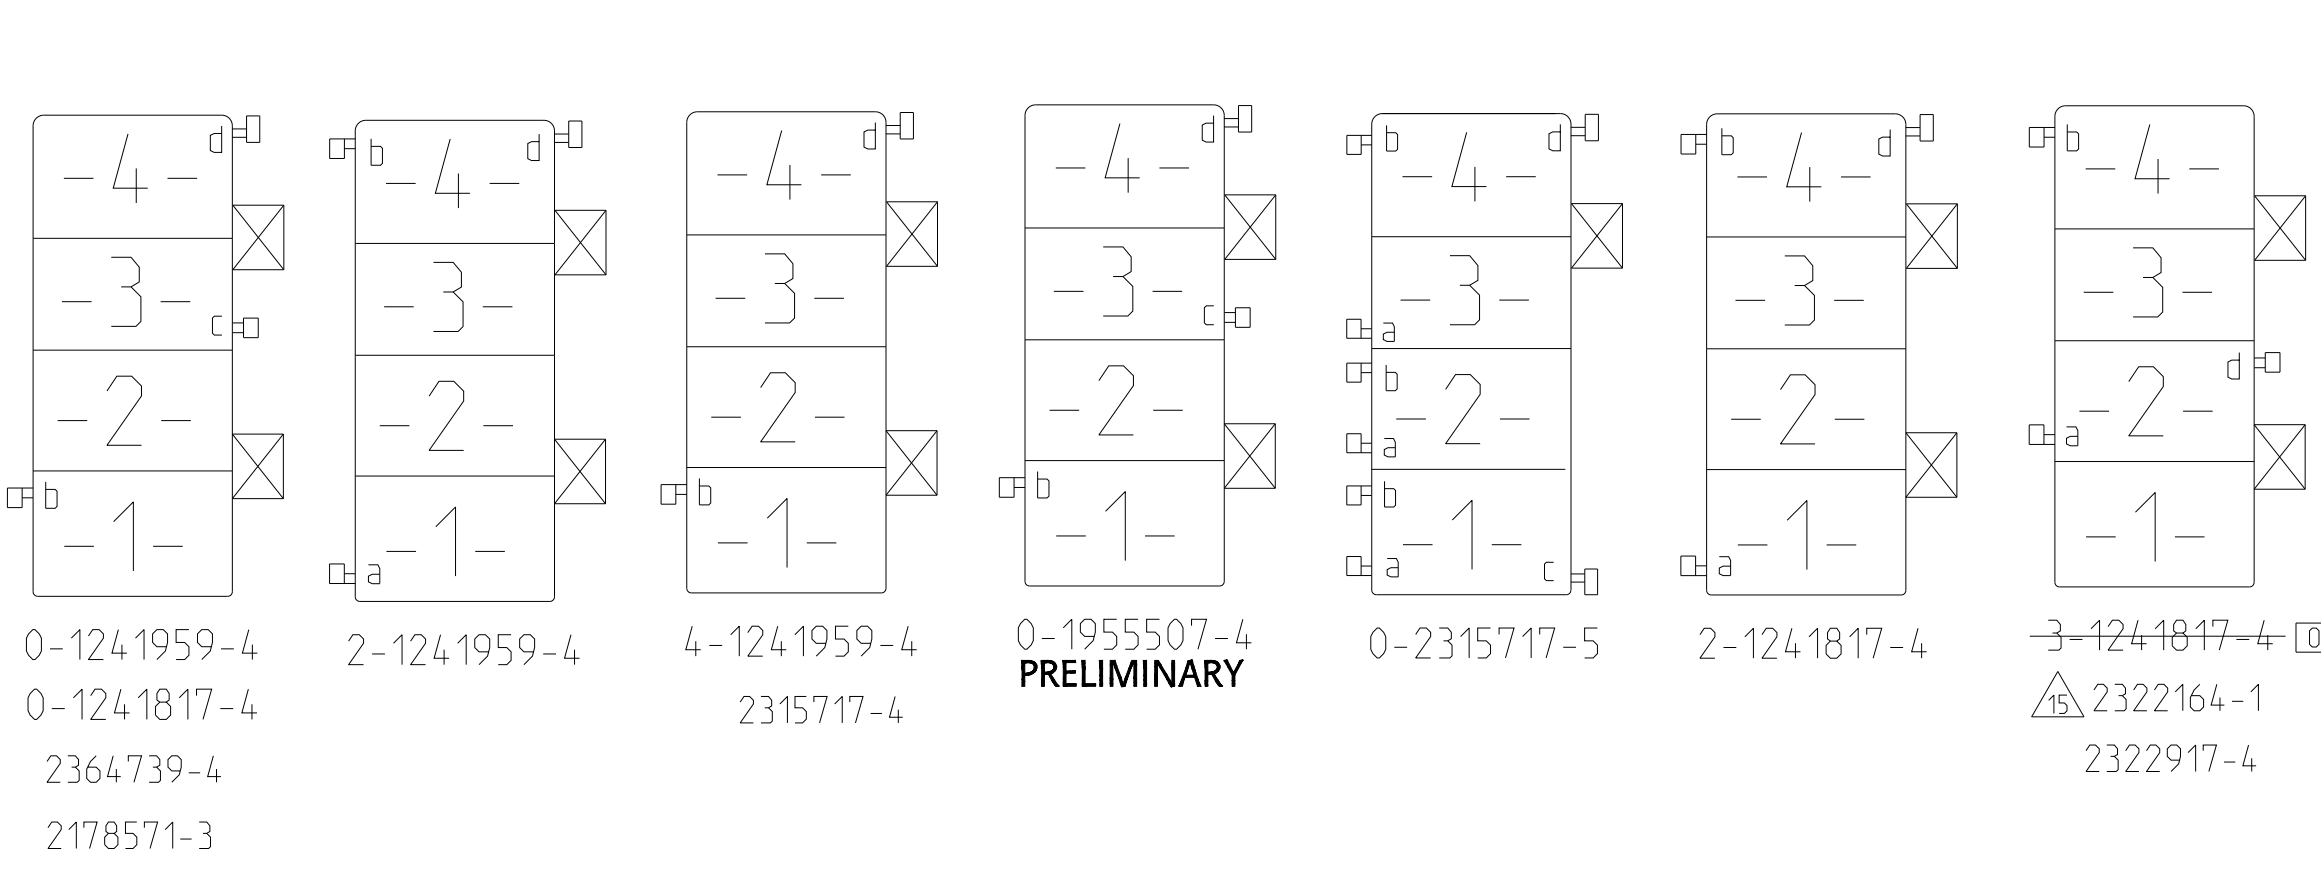 d
-4-
-3-
c
-2-
b
-1-
0-1241959-4
0-1241817-4
2364739-4
2178571-3
b
d
-4-
-3-
-2-
-1-
a
2-1241959-4
d
-4-
-3-
-2-
b
-1-
4-1241959-4
2315717-4
d
-4-
-3-
c
-2-
b
-1-
0-1955507-4
PRELIMINARY
b
d
-4-
-3-
a
b
-2-
a
b
-1-
a
c
0-2315717-5
b
d
-4-
-3-
-2-
-1-
a
2-1241817-4
b
-4-
-3-
d
-2-
a
-1-
3-1241817-4 0
15 2322164-1
2322917-4